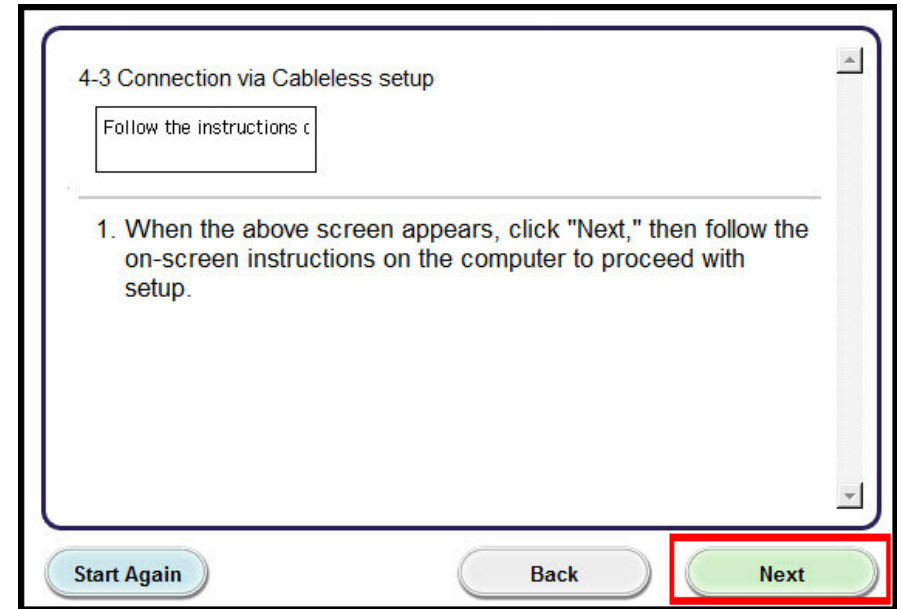 4-3 Connection via Cableless setup
Follow the instructions c
1. When the above screen appears, click "Next," then follow the
on-screen instructions on the computer to proceed with
setup.
Start Again
Back
Next